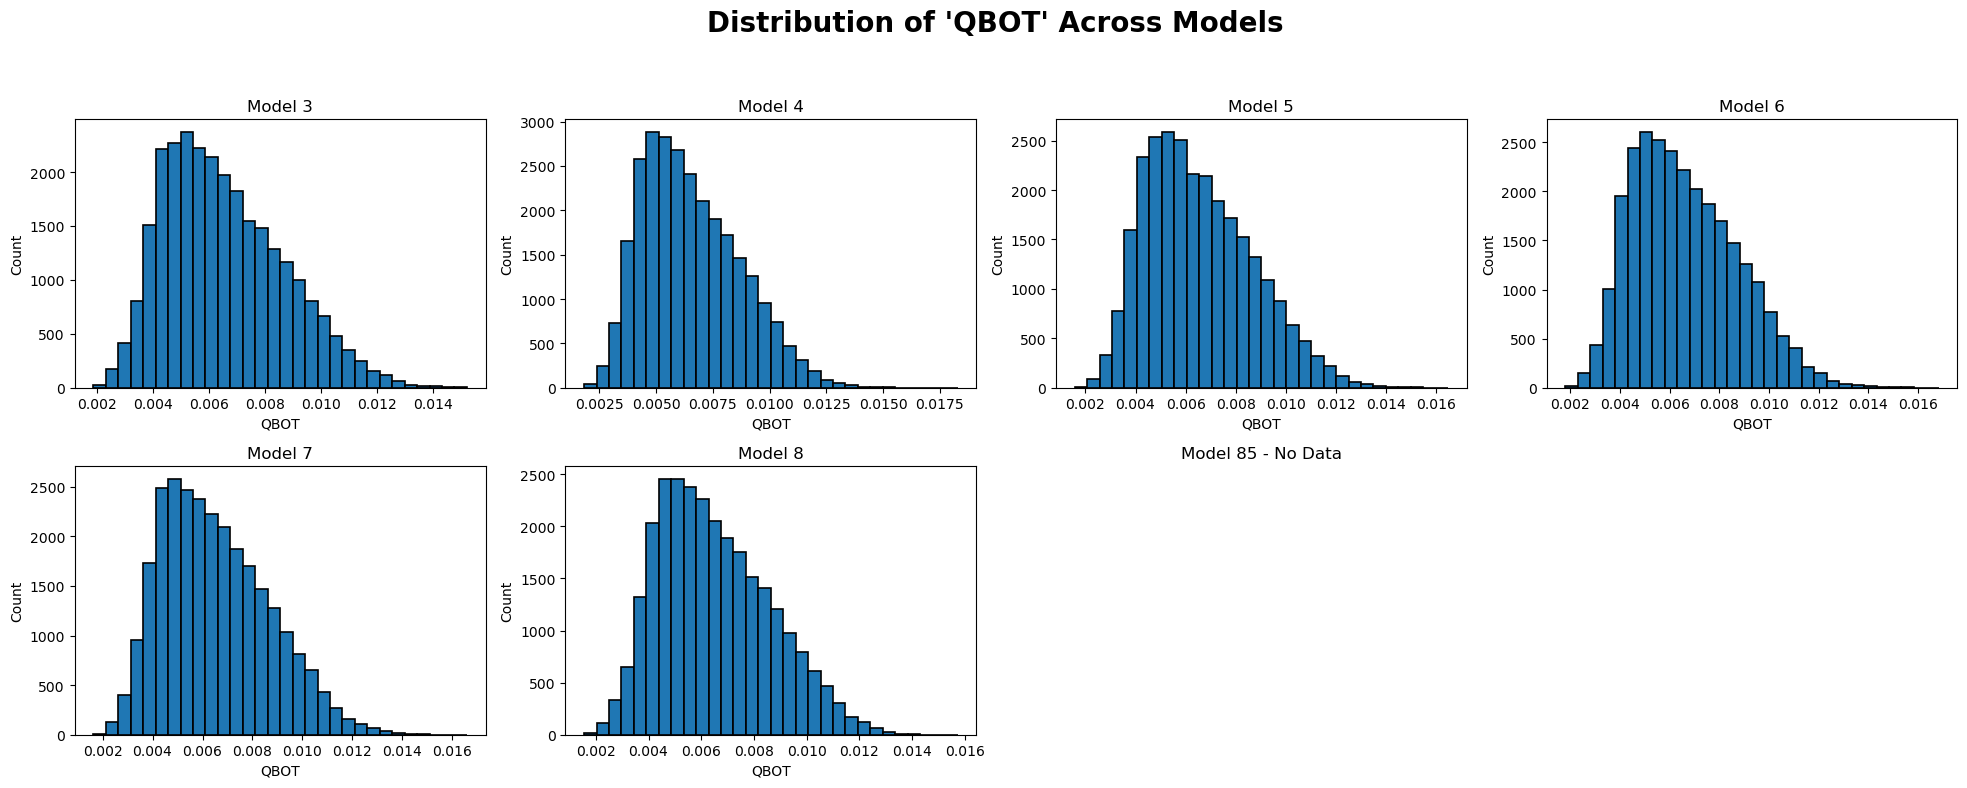 Distribution of 'QBOT' Across Models
Model 3
Count
2000
1500
1000
500
0
0.002 0.004 0.006 0.008 0.010 0.012 0.014
QBOT
Model 4
Count
3000
2500
2000
1500
1000
500
0
0.0025 0.0050 0.0075 0.0100 0.0125 0.0150 0.0175
QBOT
Model 5
Count
2500
2000
1500
1000
500
0
0.002 0.004 0.006 0.008 0.010 0.012 0.014 0.016
QBOT
Model 6
Count
2500
2000
1500
1000
500
0
0.002 0.004 0.006 0.008 0.010 0.012 0.014 0.016
QBOT
Model 7
Count
2500
2000
1500
1000
500
0
0.002 0.004 0.006 0.008 0.010 0.012 0.014 0.016
QBOT
Model 8
Count
2500
2000
1500
1000
500
0
0.002 0.004 0.006 0.008 0.010 0.012 0.014 0.016
QBOT
Model 85 - No Data